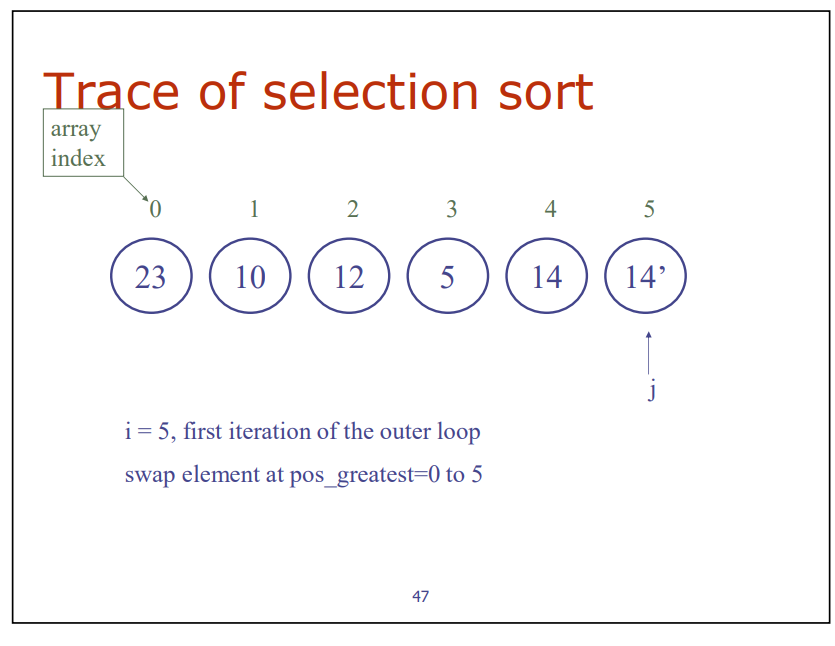 Trace of selection sort
array
index
0 1 2 3 4 5
23 10 12 5 14 14’
j
i = 5, first iteration of the outer loop
swap element at pos_greatest=0 to 5
47